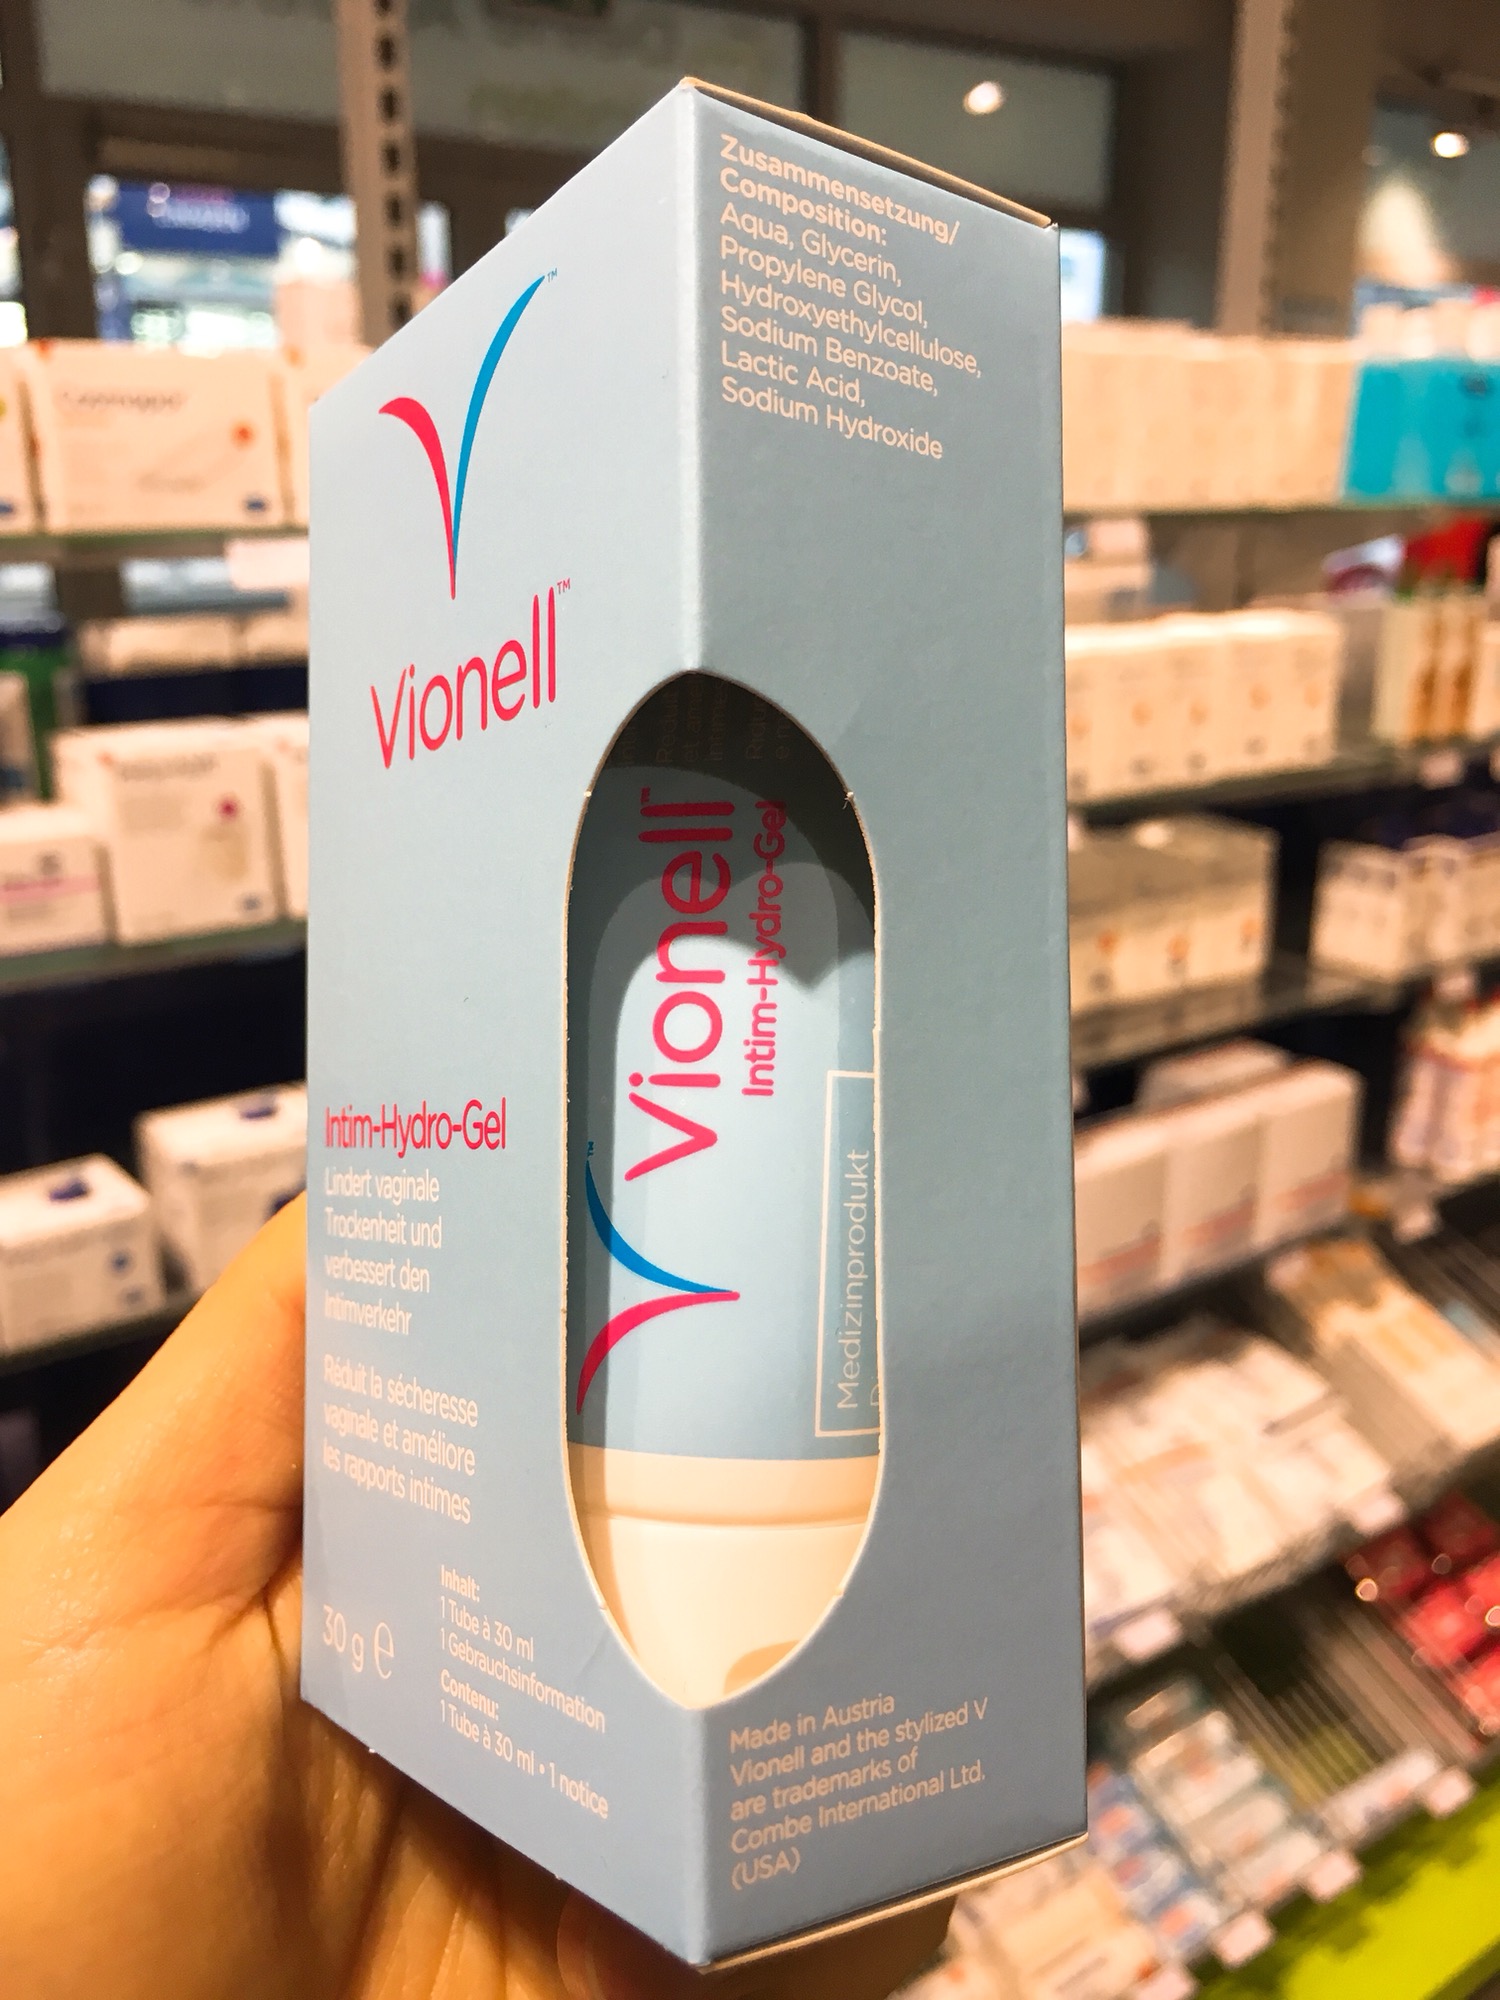 Vionell™
Intim-Hydro-Gel
Lindert vaginale
Trockenheit und
verbessert den
Intimverkehr
Réduit la sécheresse
vaginale et améliore
les rapports intimes
30 g ℮
Inhalt:
1 Tube à 30 ml
1 Gebrauchsinformation
Contenu:
1 Tube à 30 ml • 1 notice
Zusammensetzung/
Composition:
Aqua, Glycerin,
Propylene Glycol,
Hydroxyethylcellulose,
Sodium Benzoate,
Lactic Acid,
Sodium Hydroxide
Vionell™
Intim-Hydro-Gel
Medizinprodukt
Made in Austria
Vionell and the stylized V
are trademarks of
Combe International Ltd.
(USA)